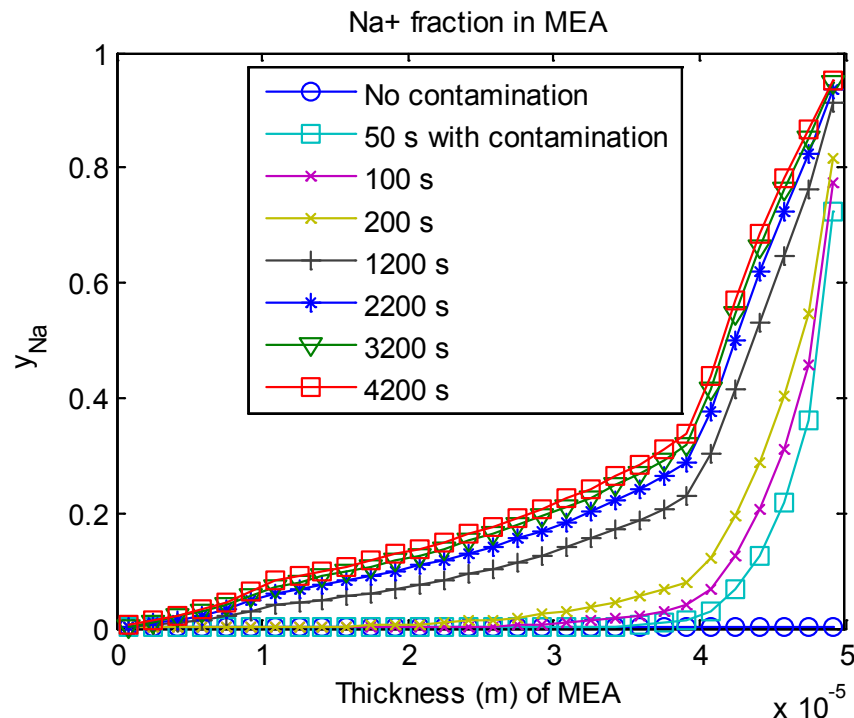 Na+ fraction in MEA
1
0.8
0.6
0.4
0.2
0
y_Na
No contamination
50 s with contamination
100 s
200 s
1200 s
2200 s
3200 s
4200 s
0 1 2 3 4 5
x 10^-5
Thickness (m) of MEA